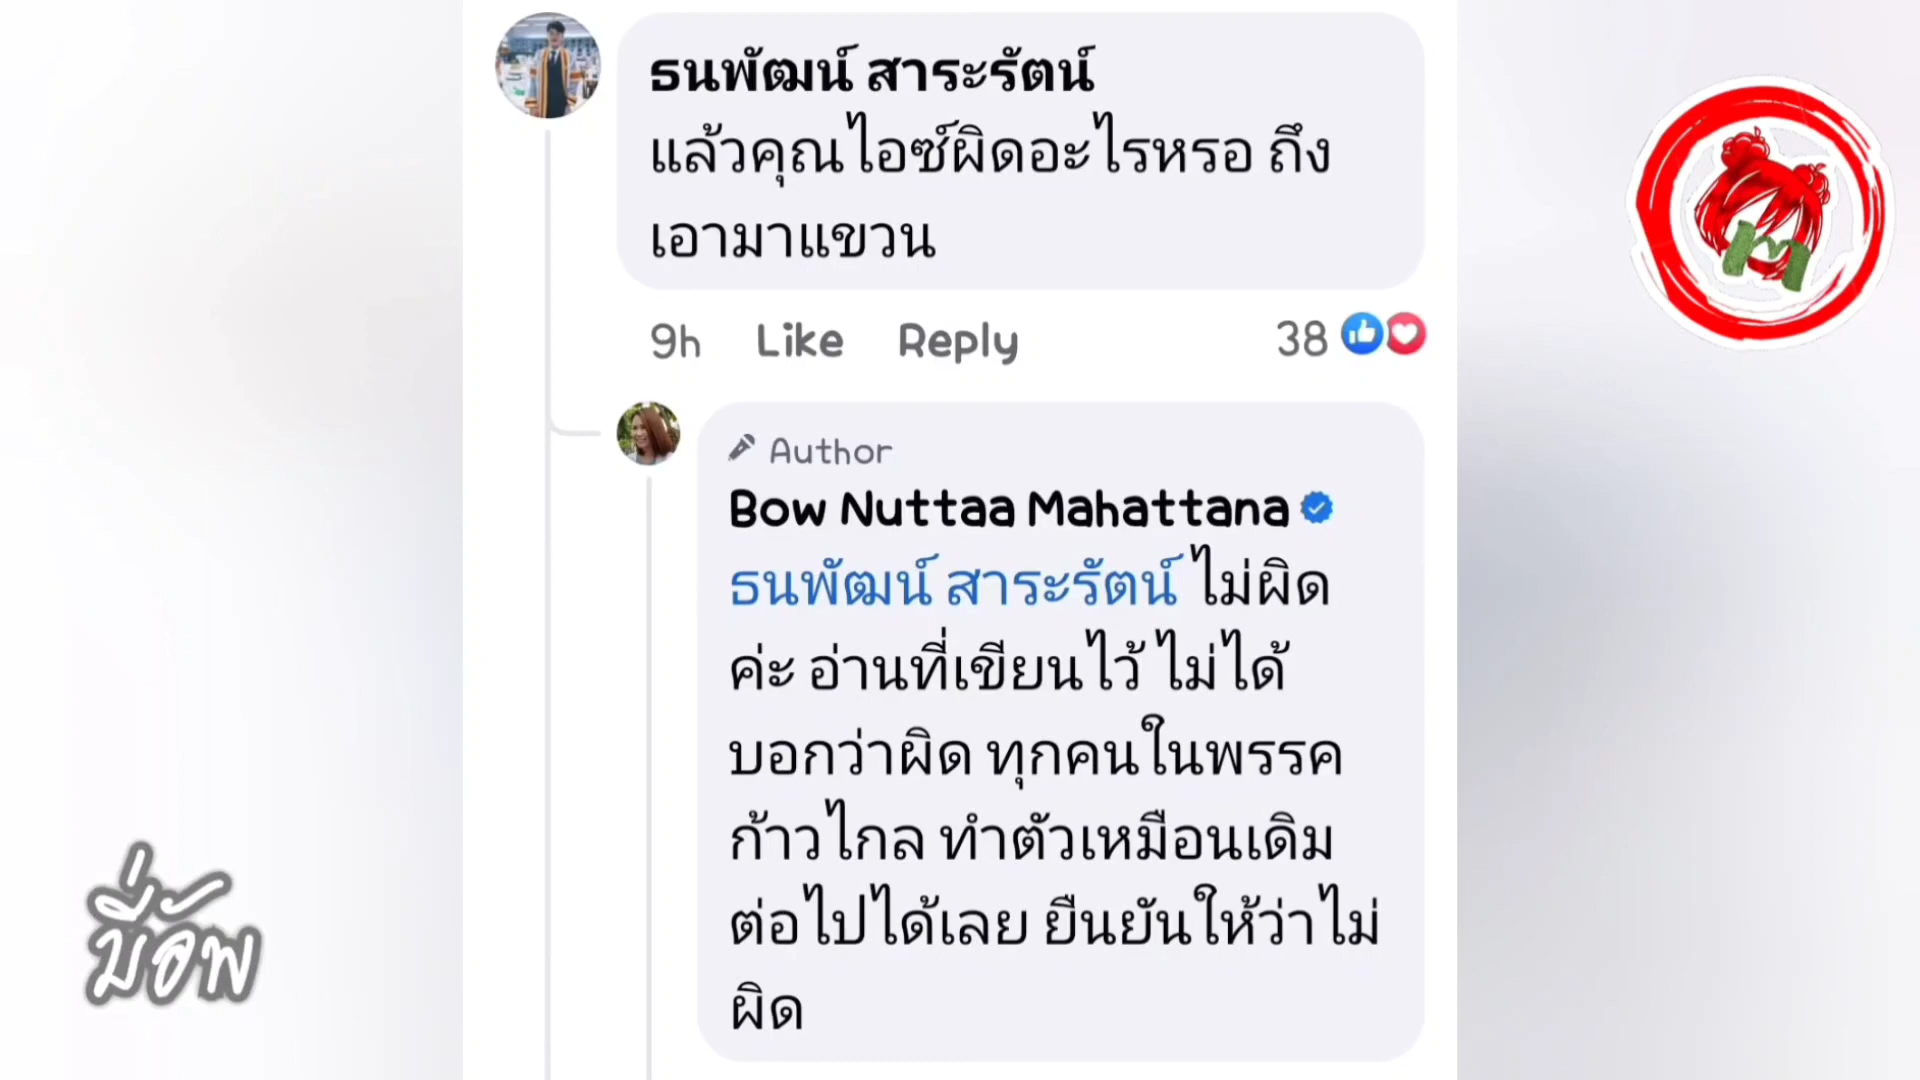 ธนพัฒน์ สาระรัตน์
แล้วคุณไอซ์ผิดอะไรหรอ ถึง
เอามาแขวน
9h Like Reply 38
Author
Bow Nuttaa Mahattana
ธนพัฒน์ สาระรัตน์ ไม่ผิด
ค่ะ อ่านที่เขียนไว้ ไม่ได้
บอกว่าผิด ทุกคนในพรรค
ก้าวไกล ทำตัวเหมือนเดิม
ต่อไปได้เลย ยืนยันให้ว่าไม่
ผิด
M
มี่อัพ